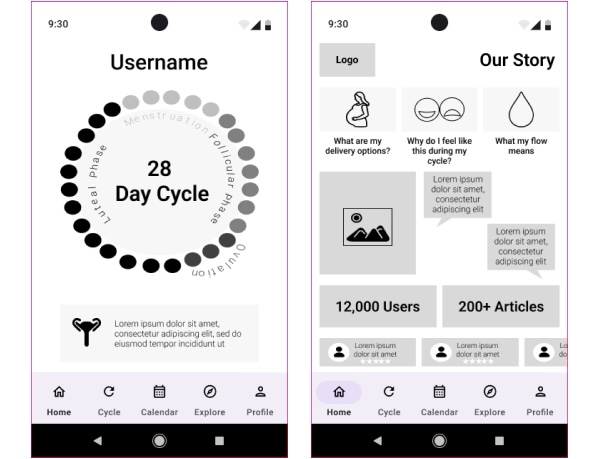 9:30
Username
Menstruation
Follicular Phase
Ovulation
Luteal Phase
28
Day Cycle
Lorem ipsum dolor sit amet,
consectetur adipiscing elit, sed do
eiusmod tempor incididunt ut
Home
Cycle
Calendar
Explore
Profile
9:30
Logo
Our Story
What are my
delivery options?
Why do I feel like
this during my
cycle?
What my flow
means
Lorem ipsum
dolor sit amet,
consectetur
adipiscing elit
Lorem ipsum
dolor sit amet,
consectetur
adipiscing elit
12,000 Users
200+ Articles
Lorem ipsum
dolor sit amet
Lorem ipsum
dolor sit amet
Lorem ip
dolor sit
Home
Cycle
Calendar
Explore
Profile